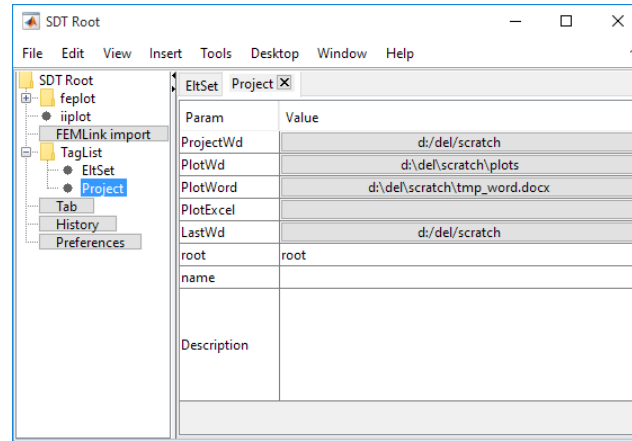 SDT Root
File Edit View Insert Tools Desktop Window Help
SDT Root
feplot
iiplot
FEMLink import
TagList
EltSet
Project
Tab
History
Preferences
EltSet Project
Param Value
ProjectWd d:/del/scratch
PlotWd d:\del\scratch\plots
PlotWord d:\del\scratch\tmp_word.docx
PlotExcel
LastWd d:/del/scratch
root root
name
Description